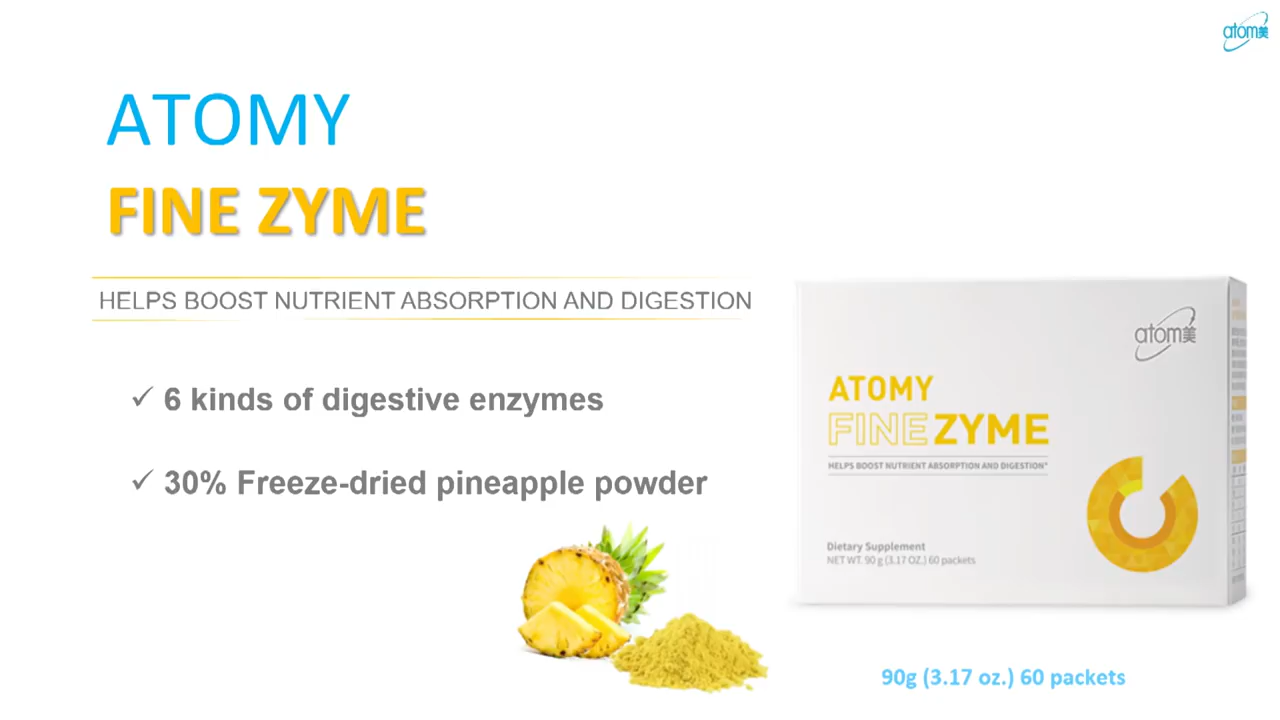 atom美
ATOMY
FINE ZYME
HELPS BOOST NUTRIENT ABSORPTION AND DIGESTION
✓ 6 kinds of digestive enzymes
✓ 30% Freeze-dried pineapple powder
atom美
ATOMY
FINE ZYME
HELPS BOOST NUTRIENT ABSORPTION AND DIGESTION*
Dietary Supplement
NET WT. 90 g (3.17 OZ.) 60 packets
90g (3.17 oz.) 60 packets